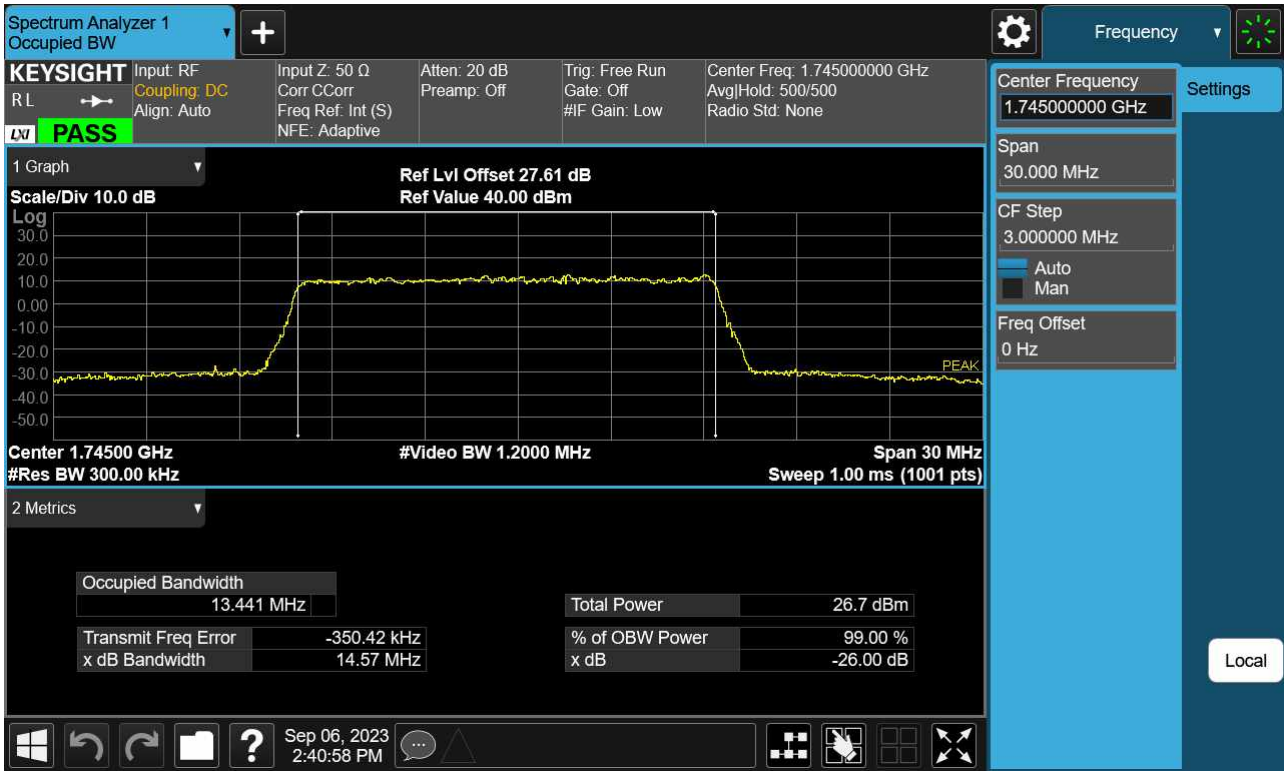 Spectrum Analyzer 1
Occupied BW
+
Frequency
KEYSIGHT
R L
LXI PASS
Input: RF
Coupling: DC
Align: Auto
Input Z: 50 Ω
Corr CCorr
Freq Ref: Int (S)
NFE: Adaptive
Atten: 20 dB
Preamp: Off
Trig: Free Run
Gate: Off
#IF Gain: Low
Center Freq: 1.745000000 GHz
Avg|Hold: 500/500
Radio Std: None
Center Frequency
1.745000000 GHz
Settings
Span
30.000 MHz
CF Step
3.000000 MHz
Auto
Man
Freq Offset
0 Hz
Local
1 Graph
Scale/Div 10.0 dB
Ref Lvl Offset 27.61 dB
Ref Value 40.00 dBm
Log
30.0
20.0
10.0
0.00
-10.0
-20.0
-30.0
-40.0
-50.0
PEAK
Center 1.74500 GHz
#Video BW 1.2000 MHz
Span 30 MHz
#Res BW 300.00 kHz
Sweep 1.00 ms (1001 pts)
2 Metrics
Occupied Bandwidth
13.441 MHz
Total Power 26.7 dBm
Transmit Freq Error -350.42 kHz
% of OBW Power 99.00 %
x dB Bandwidth 14.57 MHz
x dB -26.00 dB
?
Sep 06, 2023
2:40:58 PM